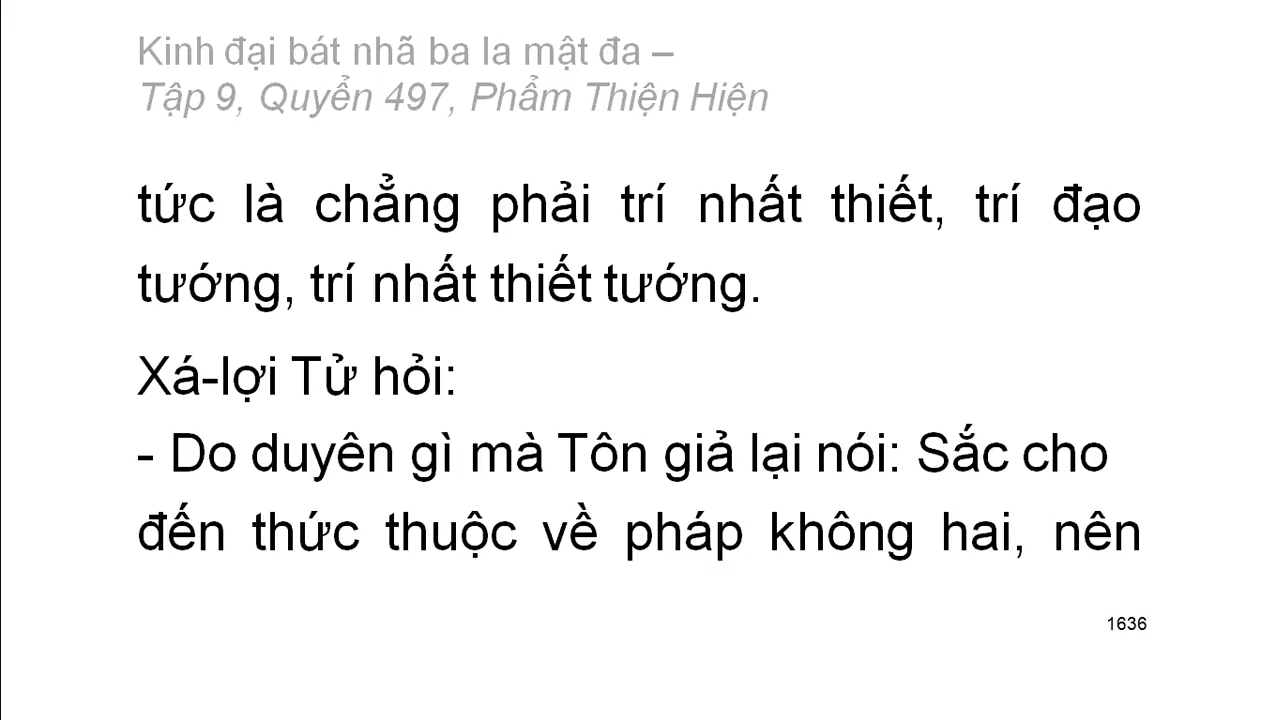 Kinh đại bát nhã ba la mật đa –
Tập 9, Quyển 497, Phẩm Thiện Hiện
tức là chẳng phải trí nhất thiết, trí đạo
tướng, trí nhất thiết tướng.
Xá-lợi Tử hỏi:
- Do duyên gì mà Tôn giả lại nói: Sắc cho
đến thức thuộc về pháp không hai, nên
1636